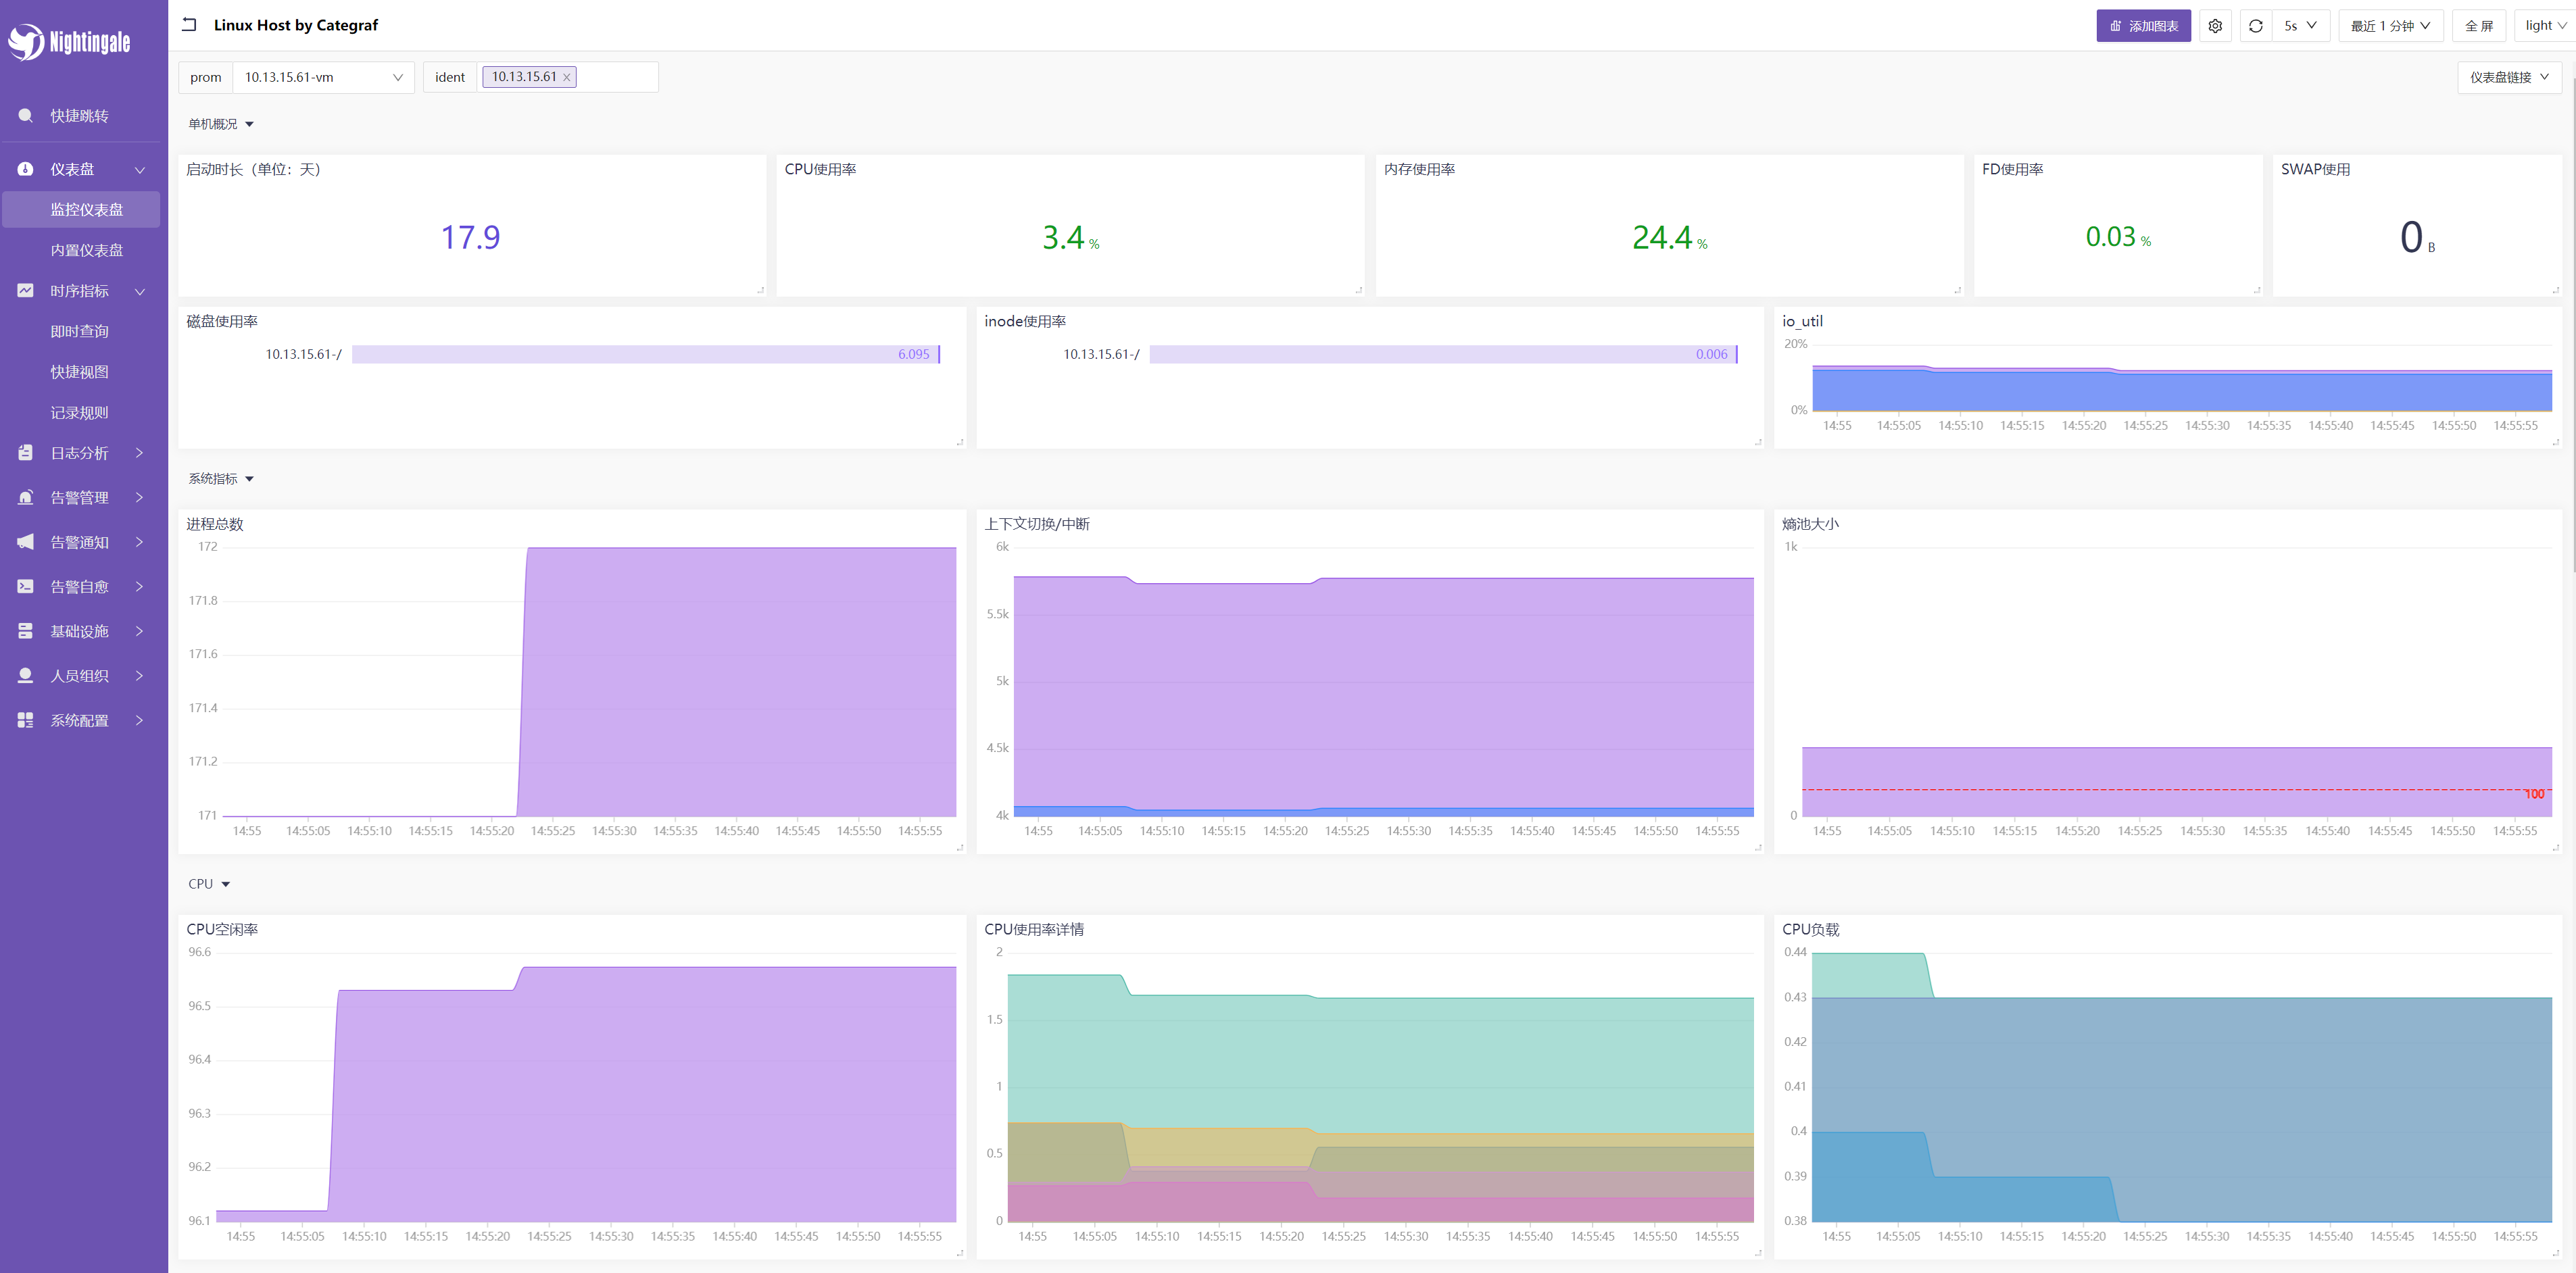 Nightingale
快捷跳转
仪表盘
监控仪表盘
内置仪表盘
时序指标
即时查询
快捷视图
记录规则
日志分析
告警管理
告警通知
告警自愈
基础设施
人员组织
系统配置
Linux Host by Categraf
添加图表 5s 最近 1 分钟 全 屏 light
prom 10.13.15.61-vm ident 10.13.15.61 仪表盘链接
单机概况
启动时长（单位：天）
17.9
CPU使用率
3.4 %
内存使用率
24.4 %
FD使用率
0.03 %
SWAP使用
0 B
磁盘使用率
10.13.15.61-/ 6.095
inode使用率
10.13.15.61-/ 0.006
io_util
20%
0%
14:55 14:55:05 14:55:10 14:55:15 14:55:20 14:55:25 14:55:30 14:55:35 14:55:40 14:55:45 14:55:50 14:55:55
系统指标
进程总数
172
171.8
171.6
171.4
171.2
171
14:55 14:55:05 14:55:10 14:55:15 14:55:20 14:55:25 14:55:30 14:55:35 14:55:40 14:55:45 14:55:50 14:55:55
上下文切换/中断
6k
5.5k
5k
4.5k
4k
14:55 14:55:05 14:55:10 14:55:15 14:55:20 14:55:25 14:55:30 14:55:35 14:55:40 14:55:45 14:55:50 14:55:55
熵池大小
1k
100
0
14:55 14:55:05 14:55:10 14:55:15 14:55:20 14:55:25 14:55:30 14:55:35 14:55:40 14:55:45 14:55:50 14:55:55
CPU
CPU空闲率
96.6
96.5
96.4
96.3
96.2
96.1
14:55 14:55:05 14:55:10 14:55:15 14:55:20 14:55:25 14:55:30 14:55:35 14:55:40 14:55:45 14:55:50 14:55:55
CPU使用率详情
2
1.5
1
0.5
0
14:55 14:55:05 14:55:10 14:55:15 14:55:20 14:55:25 14:55:30 14:55:35 14:55:40 14:55:45 14:55:50 14:55:55
CPU负载
0.44
0.43
0.42
0.41
0.4
0.39
0.38
14:55 14:55:05 14:55:10 14:55:15 14:55:20 14:55:25 14:55:30 14:55:35 14:55:40 14:55:45 14:55:50 14:55:55